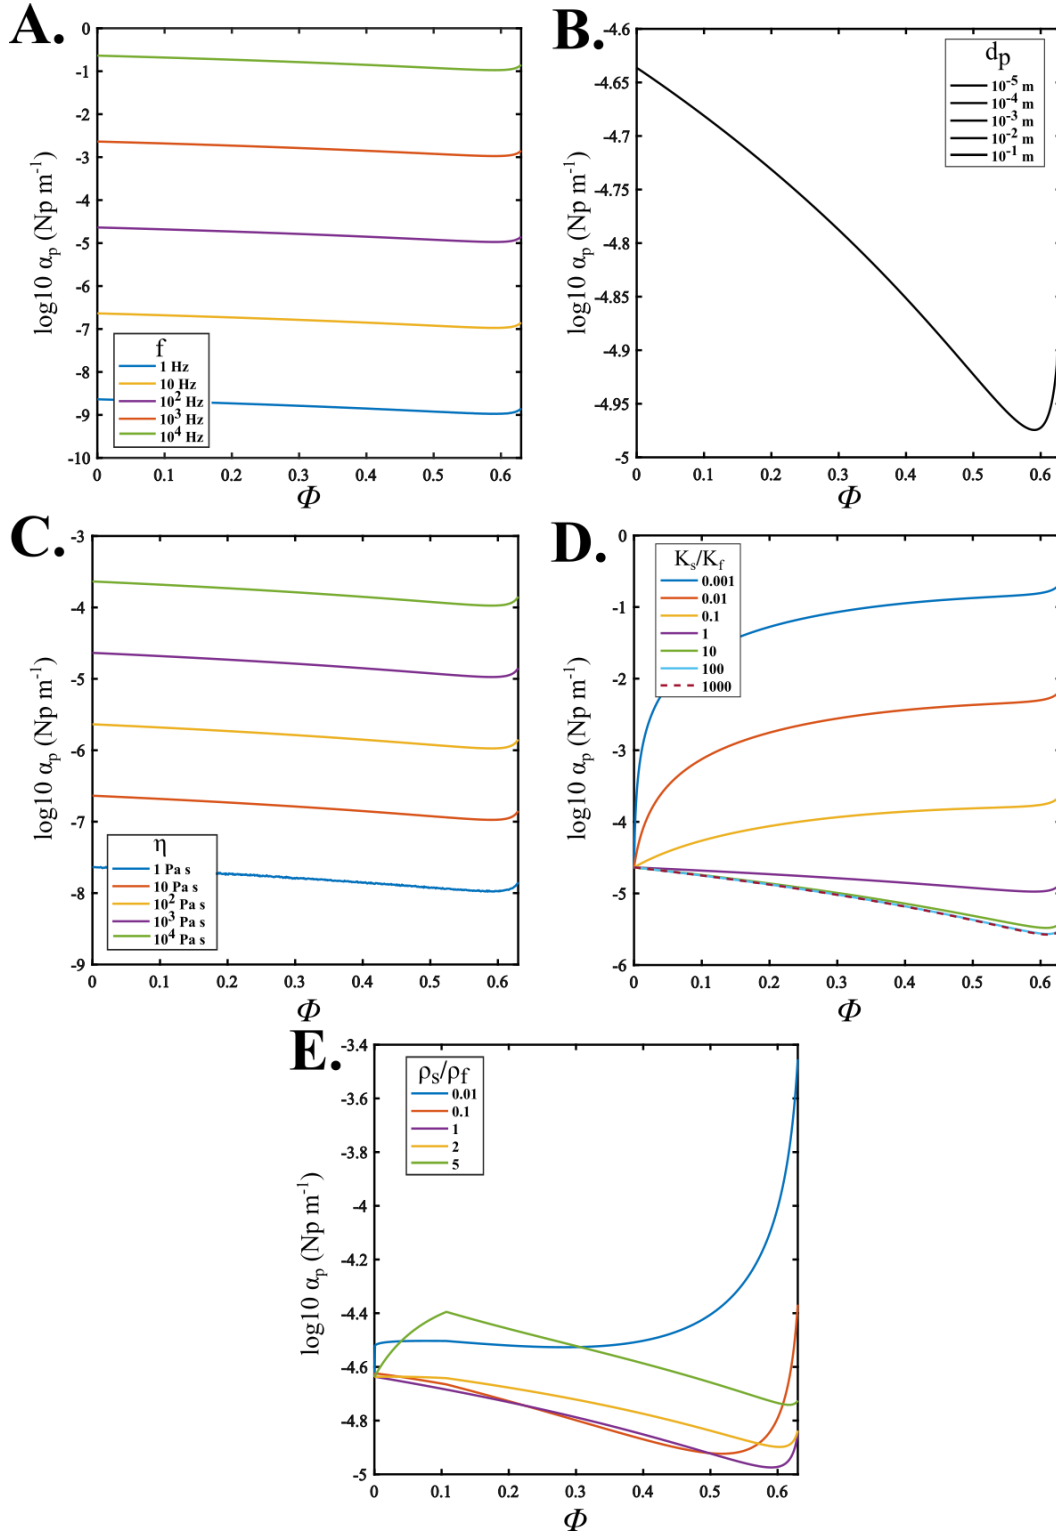 A.
0
-1
-2
-3
-4
-5
-6
-7
-8
-9
-10
log10 αp (Np m-1)
f
1 Hz
10 Hz
10² Hz
10³ Hz
10⁴ Hz
0 0.1 0.2 0.3 0.4 0.5 0.6
Φ
B.
-4.6
-4.65
-4.7
-4.75
-4.8
-4.85
-4.9
-4.95
-5
log10 αp (Np m-1)
dp
10-5 m
10-4 m
10-3 m
10-2 m
10-1 m
0 0.1 0.2 0.3 0.4 0.5 0.6
Φ
C.
-3
-4
-5
-6
-7
-8
-9
log10 αp (Np m-1)
η
1 Pa s
10 Pa s
10² Pa s
10³ Pa s
10⁴ Pa s
0 0.1 0.2 0.3 0.4 0.5 0.6
Φ
D.
0
-1
-2
-3
-4
-5
-6
log10 αp (Np m-1)
Ks/Kf
0.001
0.01
0.1
1
10
100
1000
0 0.1 0.2 0.3 0.4 0.5 0.6
Φ
E.
-3.4
-3.6
-3.8
-4
-4.2
-4.4
-4.6
-4.8
-5
log10 αp (Np m-1)
ρs/ρf
0.01
0.1
1
2
5
0 0.1 0.2 0.3 0.4 0.5 0.6
Φ